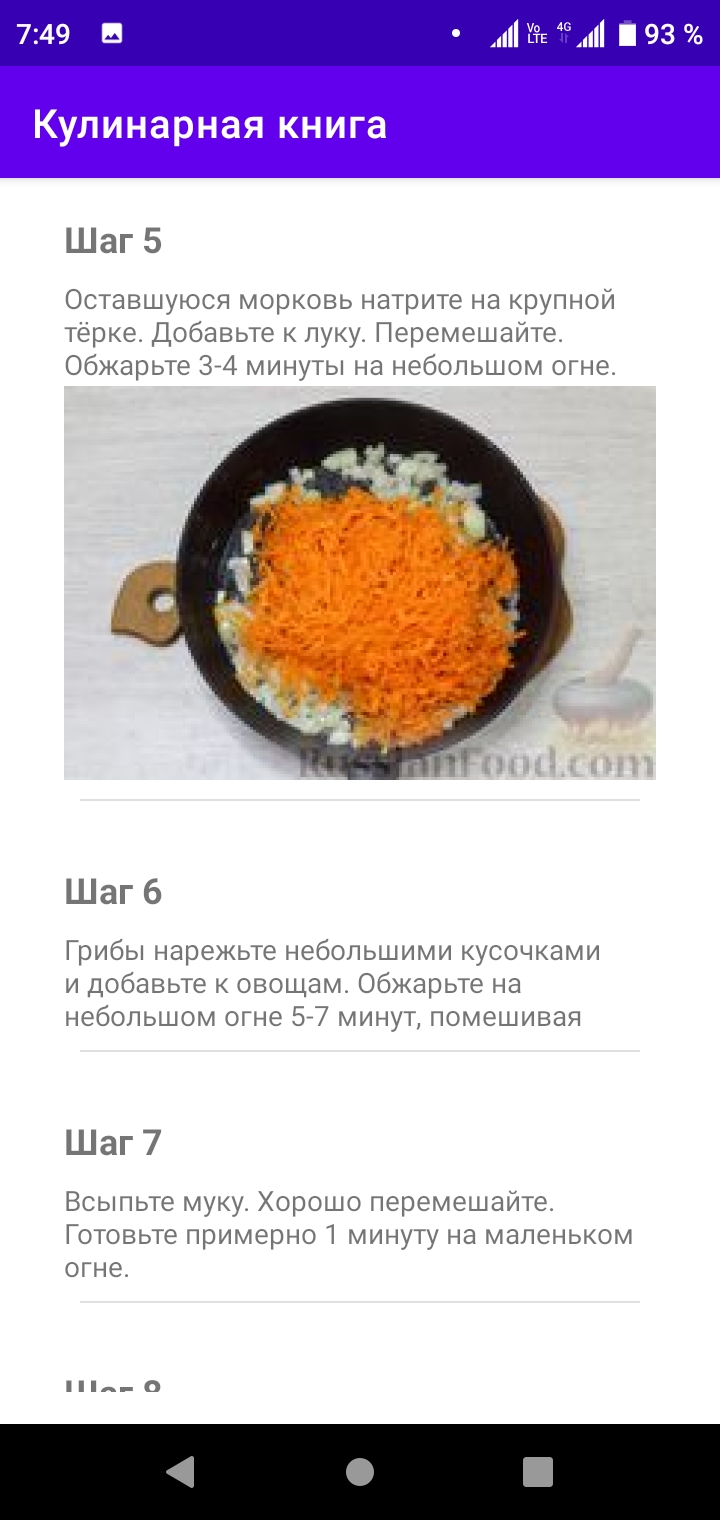 7:49
Vo
LTE
4G
93 %
Кулинарная книга
Шаг 5
Оставшуюся морковь натрите на крупной
тёрке. Добавьте к луку. Перемешайте.
Обжарьте 3-4 минуты на небольшом огне.
RussianFood.com
Шаг 6
Грибы нарежьте небольшими кусочками
и добавьте к овощам. Обжарьте на
небольшом огне 5-7 минут, помешивая
Шаг 7
Всыпьте муку. Хорошо перемешайте.
Готовьте примерно 1 минуту на маленьком
огне.
Шаг 8